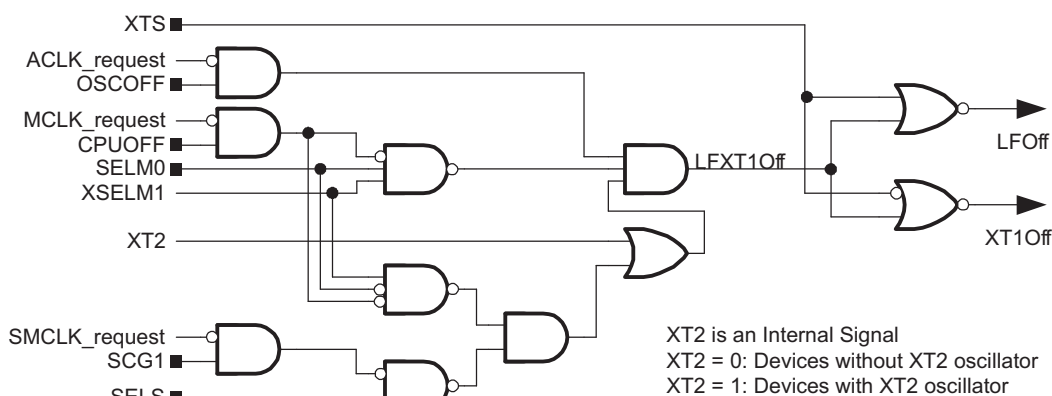 XTS
ACLK_request
OSCOFF
MCLK_request
CPUOFF
SELM0
XSELM1
XT2
SMCLK_request
SCG1
SELS
LFXT1Off
LFOff
XT1Off
XT2 is an Internal Signal
XT2 = 0: Devices without XT2 oscillator
XT2 = 1: Devices with XT2 oscillator